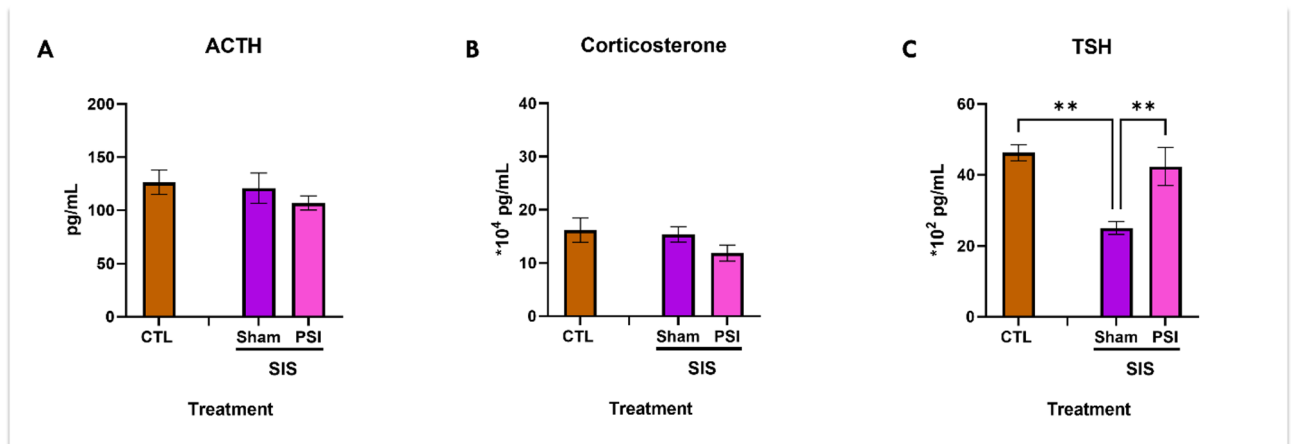 A
ACTH
pg/mL
200
150
100
50
0
CTL
Sham PSI
SIS
Treatment
B
Corticosterone
*10⁴ pg/mL
40
30
20
10
0
CTL
Sham PSI
SIS
Treatment
C
TSH
*10² pg/mL
60
40
20
0
** **
CTL
Sham PSI
SIS
Treatment